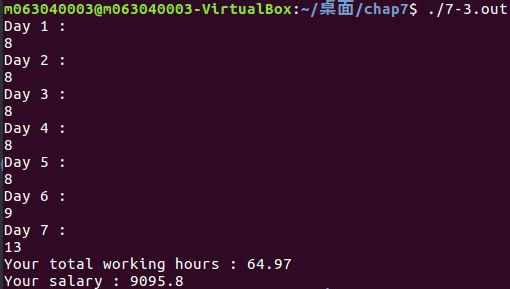 m063040003@m063040003-VirtualBox:~/桌面/chap7$ ./7-3.out
Day 1 :
8
Day 2 :
8
Day 3 :
8
Day 4 :
8
Day 5 :
8
Day 6 :
9
Day 7 :
13
Your total working hours : 64.97
Your salary : 9095.8